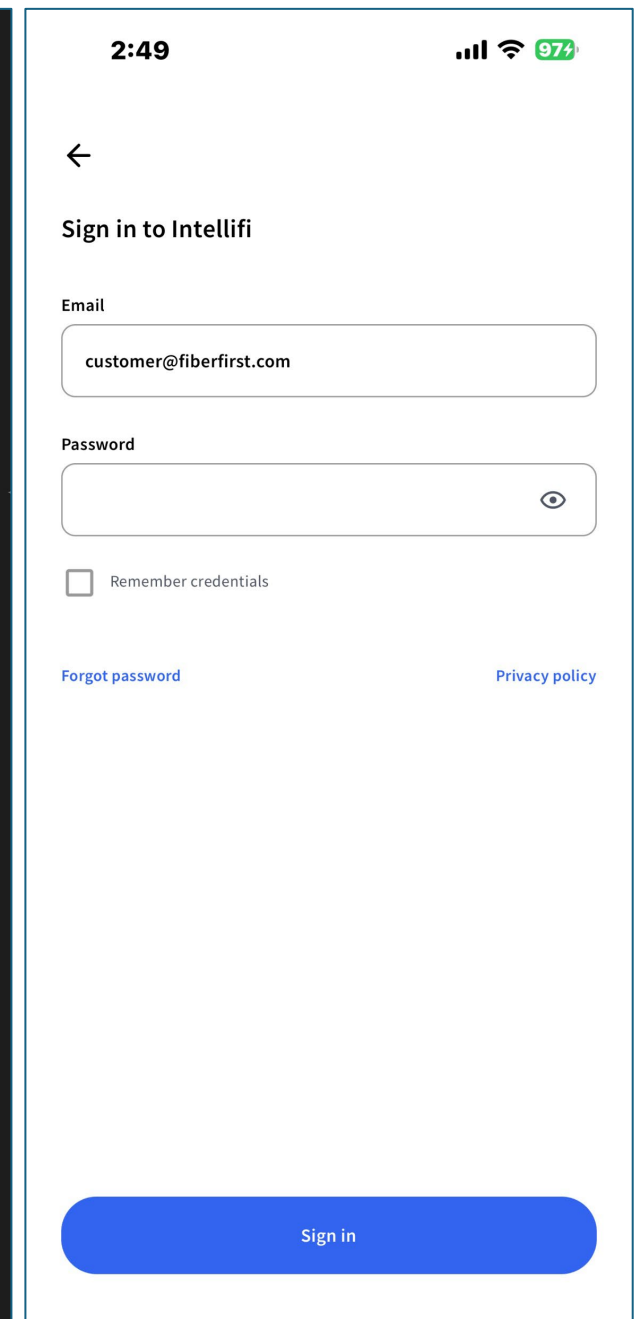 2:49
97
Sign in to Intellifi
Email
customer@fiberfirst.com
Password
Remember credentials
Forgot password
Privacy policy
Sign in